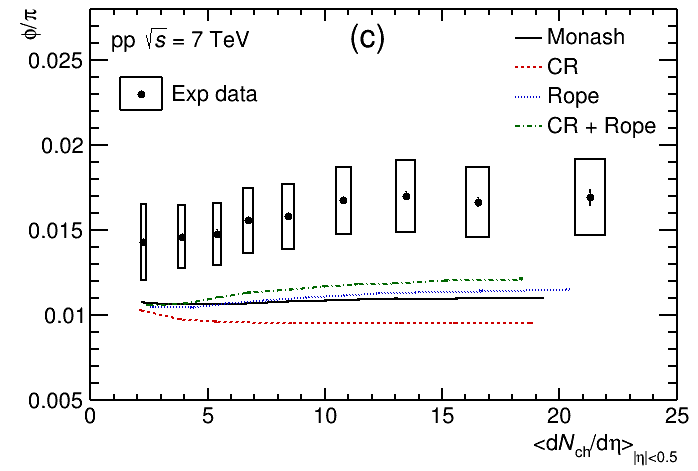 ϕ/π
pp √s = 7 TeV
(c)
Exp data
Monash
CR
Rope
CR + Rope
0.025
0.02
0.015
0.01
0.005
0 5 10 15 20 25
<dN_ch/dη>_|η|<0.5